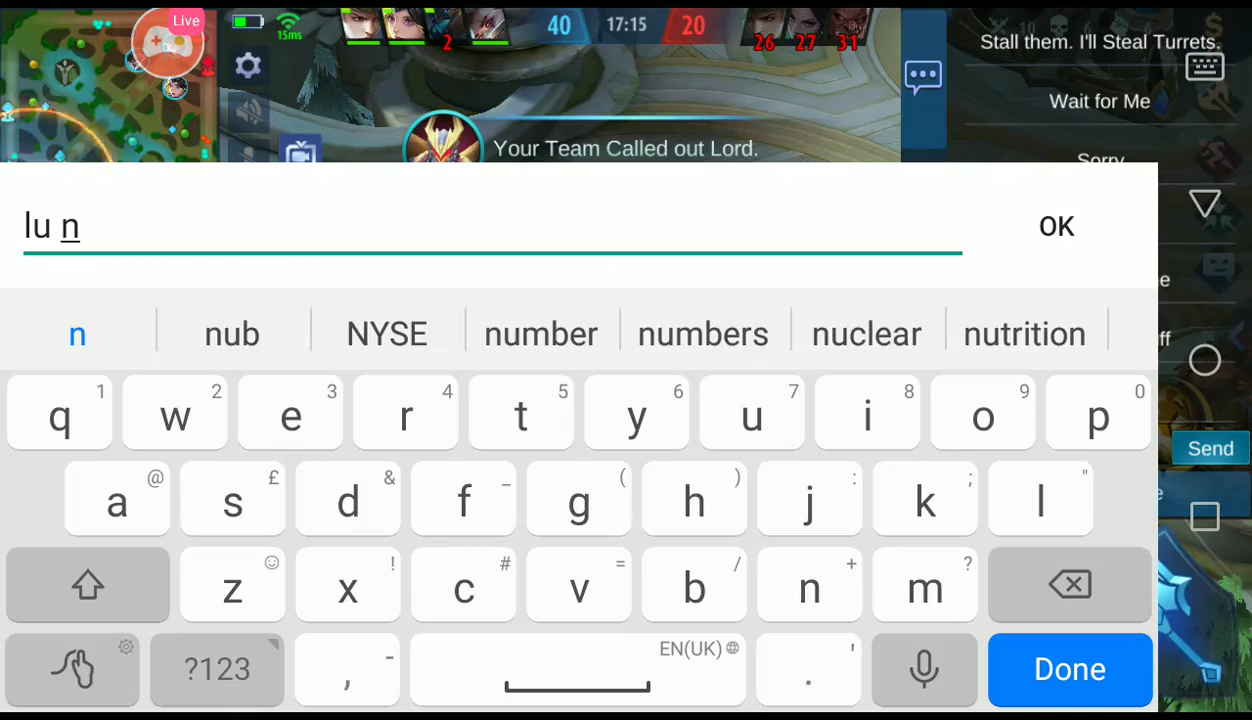 Live
15ms
2
40
17:15
20
26
27
31
10
Stall them. I'll Steal Turrets.
Wait for Me
Sorry
Your Team Called out Lord.
lu n
OK
e
ff
n nub NYSE number numbers nuclear nutrition
q 1 w 2 e 3 r 4 t 5 y 6 u 7 i 8 o 9 p 0
Send
a @ s £ d & f _ g ( h ) j : k ; l "
e
z x ! c # v = b / n + m ?
?123 , - EN(UK) . ' Done